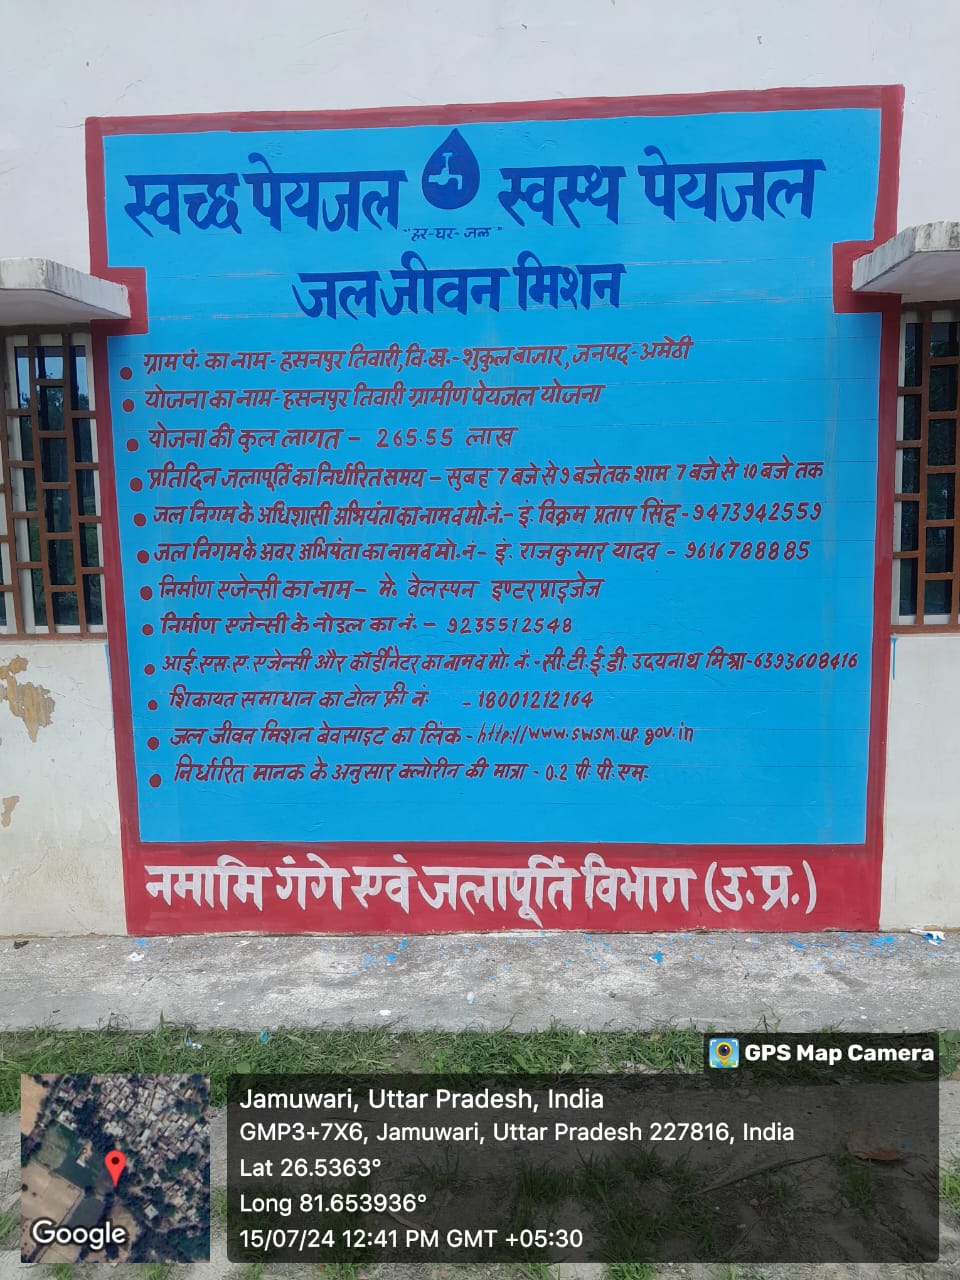 स्वच्छ पेयजल स्वस्थ पेयजल
"हर-घर-जल"
जल जीवन मिशन
ग्राम पं. का नाम- हसनपुर तिवारी, वि.ख.- शुकुल बाजार, जनपद- अमेठी
योजना का नाम- हसनपुर तिवारी ग्रामीण पेयजल योजना
योजना की कुल लागत - 265.55 लाख
प्रतिदिन जलापूर्ति का निर्धारित समय - सुबह 7 बजे से 9 बजे तक शाम 7 बजे से 10 बजे तक
जल निगम के अधिशासी अभियंता का नाम व मो.नं.- इं. विक्रम प्रताप सिंह - 9473942559
जल निगम के अवर अभियंता का नाम व मो.नं- इं. राजकुमार यादव - 9616788885
निर्माण एजेन्सी का नाम - मे. वेलस्पन इण्टरप्राइजेज
निर्माण एजेन्सी के नोडल का नं. - 9235512548
आई.एस.ए. एजेन्सी और कॉर्डीनेटर का नाम व मो. नं.- सी.टी.ई.डी. उदयनाथ मिश्रा-6393608416
शिकायत समाधान का टोल फ्री नं. - 18001212164
जल जीवन मिशन वेवसाइट का लिंक - http://www.swsm.up.gov.in
निर्धारित मानक के अनुसार क्लोरीन की मात्रा - 0.2 पी. पी. एम.
नमामि गंगे एवं जलापूर्ति विभाग (उ.प्र.)
GPS Map Camera
Jamuwari, Uttar Pradesh, India
GMP3+7X6, Jamuwari, Uttar Pradesh 227816, India
Lat 26.5363°
Long 81.653936°
15/07/24 12:41 PM GMT +05:30
Google